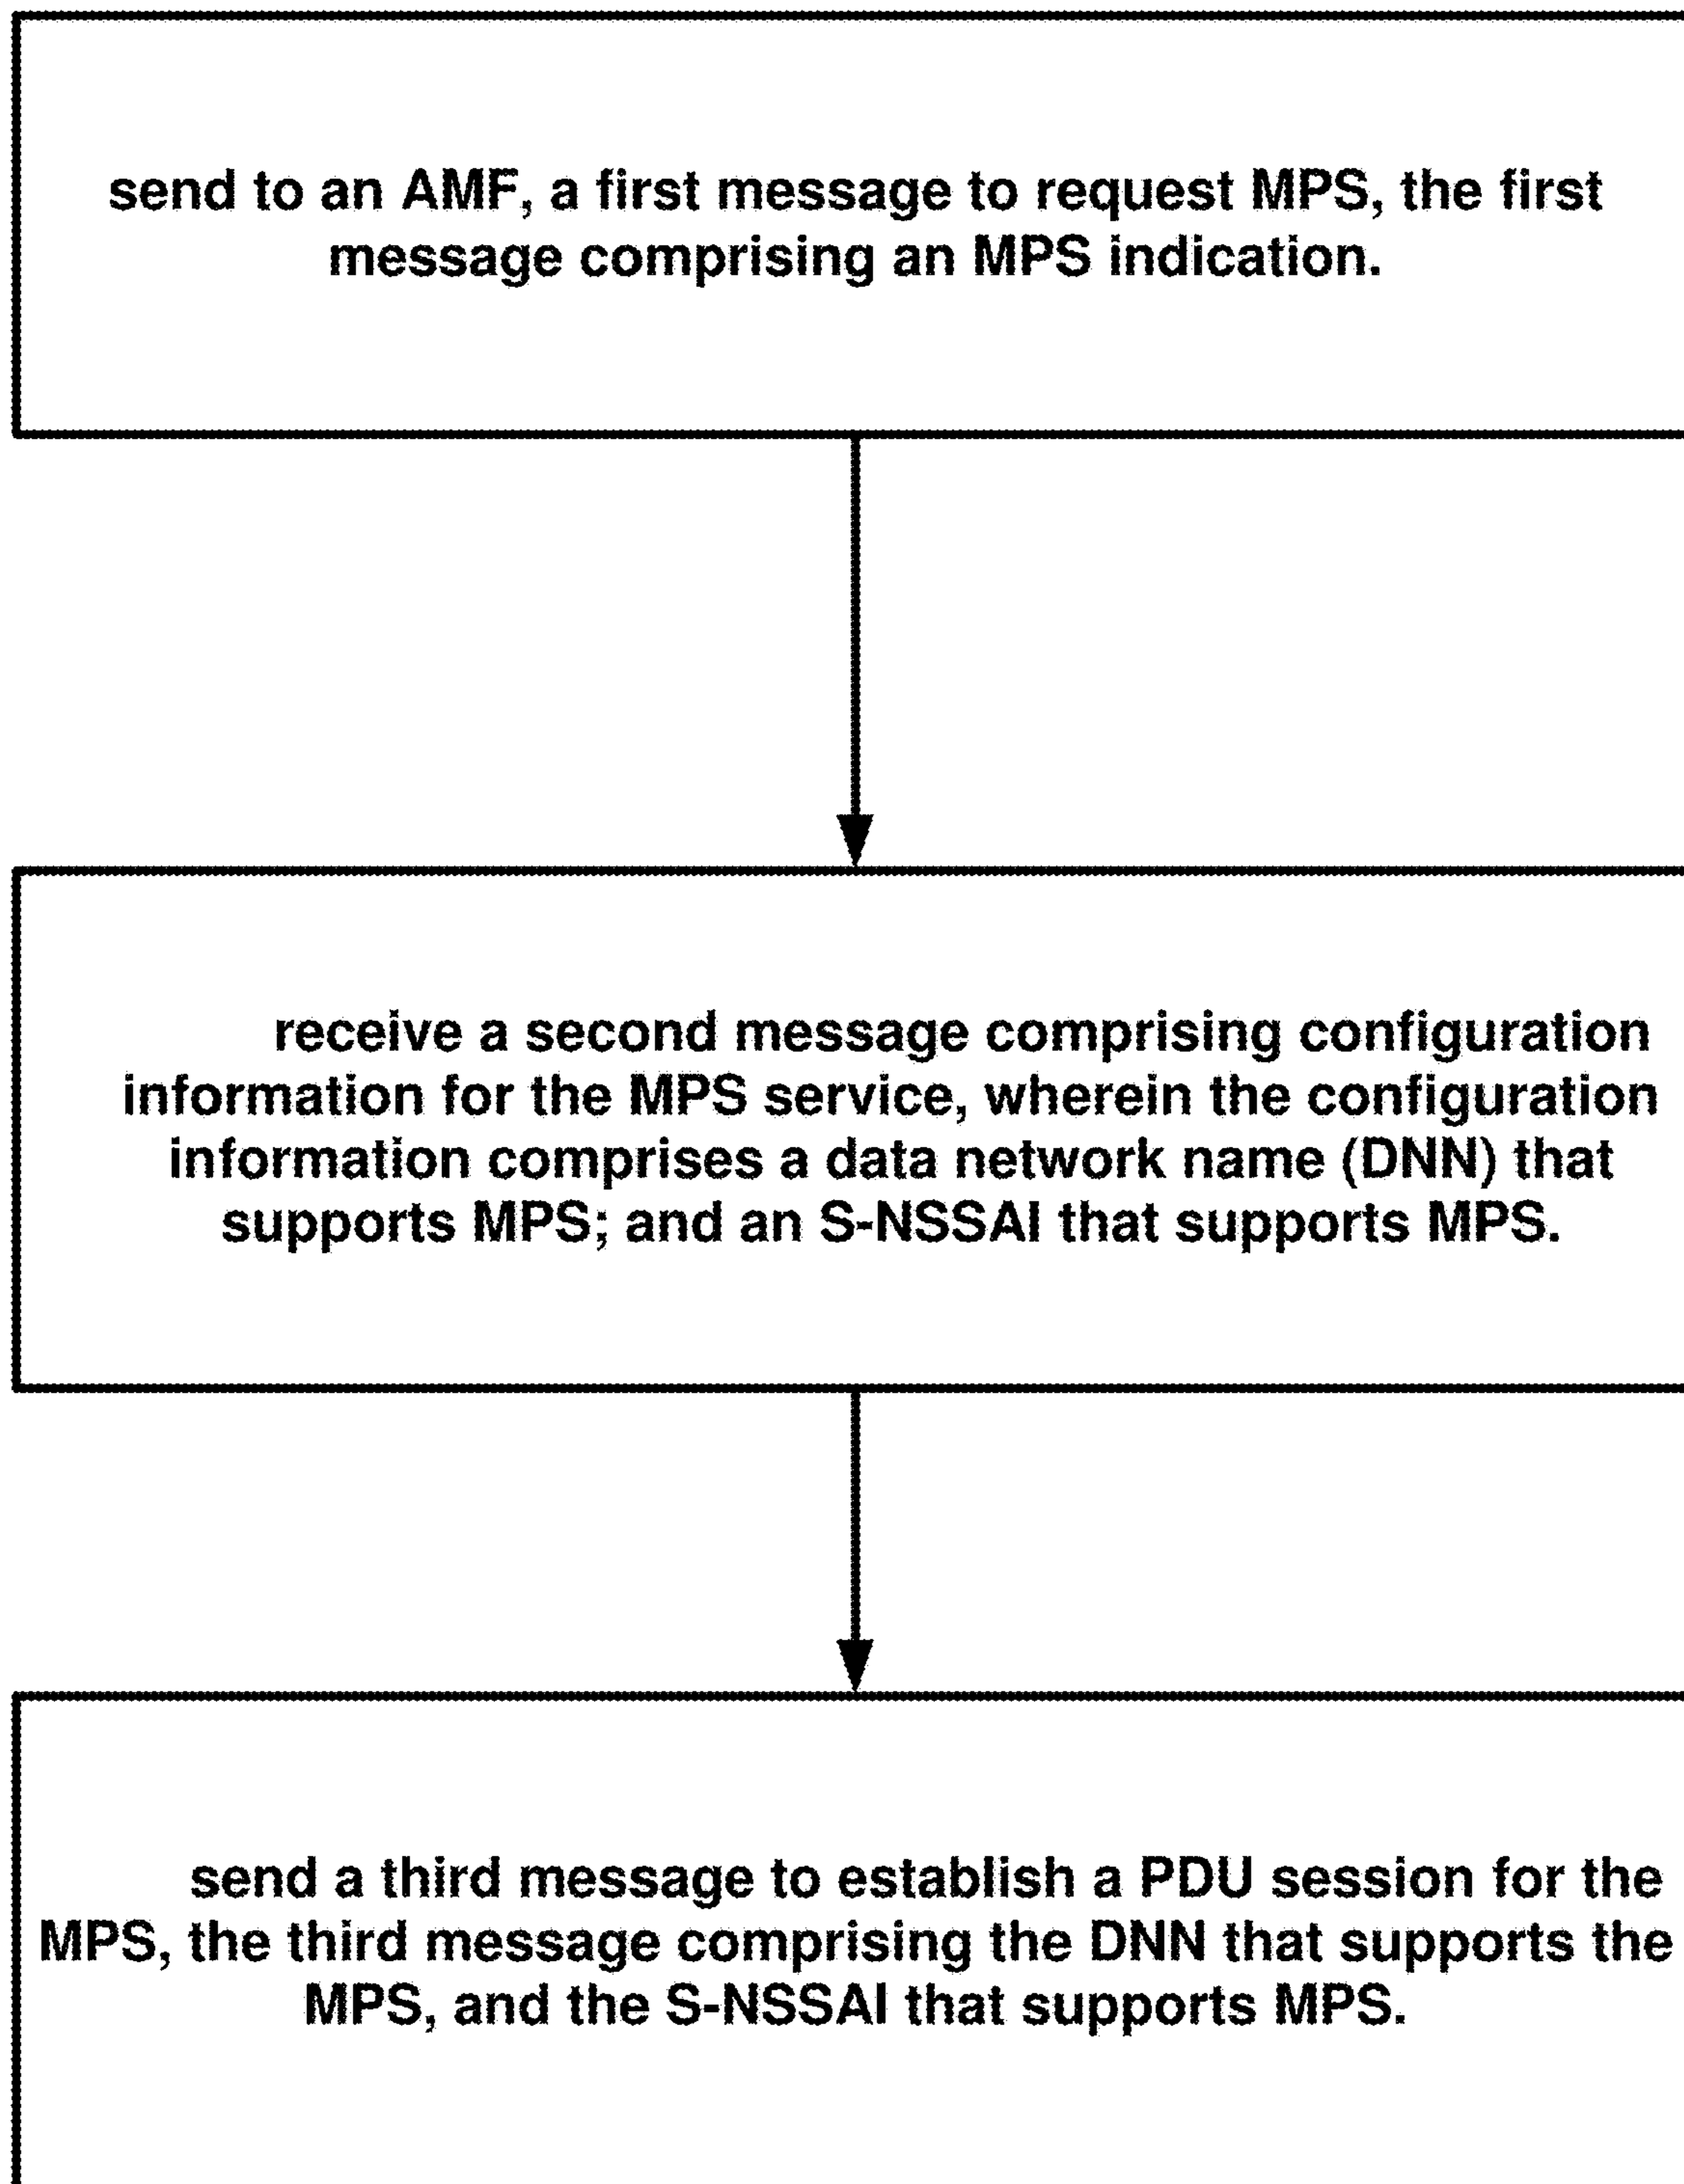 send to an AMF, a first message to request MPS, the first
message comprising an MPS indication.
receive a second message comprising configuration
information for the MPS service, wherein the configuration
information comprises a data network name (DNN) that
supports MPS; and an S-NSSAI that supports MPS.
send a third message to establish a PDU session for the
MPS, the third message comprising the DNN that supports the
MPS, and the S-NSSAI that supports MPS.